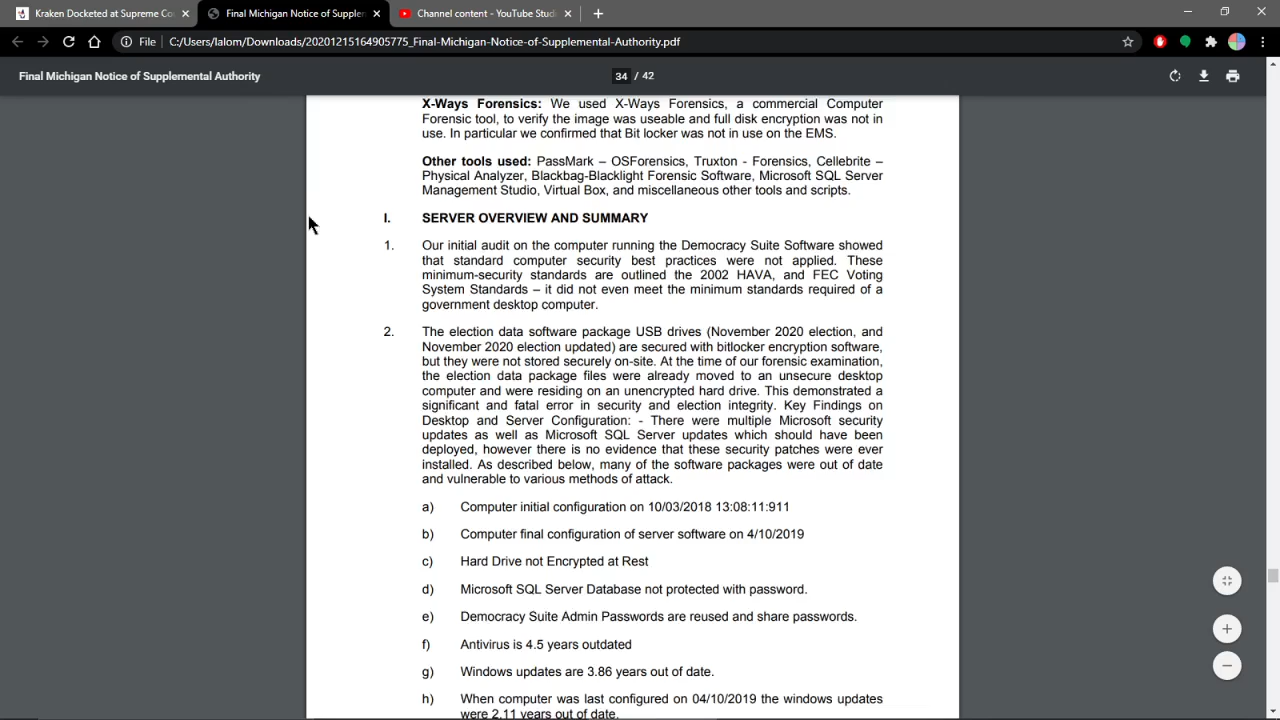 Kraken Docketed at Supreme Co
Final Michigan Notice of Supplem
Channel content - YouTube Studi
File
C:/Users/lalom/Downloads/20201215164905775_Final-Michigan-Notice-of-Supplemental-Authority.pdf
Final Michigan Notice of Supplemental Authority
34 / 42
X-Ways Forensics: We used X-Ways Forensics, a commercial Computer
Forensic tool, to verify the image was useable and full disk encryption was not in
use. In particular we confirmed that Bit locker was not in use on the EMS.
Other tools used: PassMark – OSForensics, Truxton - Forensics, Cellebrite –
Physical Analyzer, Blackbag-Blacklight Forensic Software, Microsoft SQL Server
Management Studio, Virtual Box, and miscellaneous other tools and scripts.
I. SERVER OVERVIEW AND SUMMARY
1. Our initial audit on the computer running the Democracy Suite Software showed
that standard computer security best practices were not applied. These
minimum-security standards are outlined the 2002 HAVA, and FEC Voting
System Standards – it did not even meet the minimum standards required of a
government desktop computer.
2. The election data software package USB drives (November 2020 election, and
November 2020 election updated) are secured with bitlocker encryption software,
but they were not stored securely on-site. At the time of our forensic examination,
the election data package files were already moved to an unsecure desktop
computer and were residing on an unencrypted hard drive. This demonstrated a
significant and fatal error in security and election integrity. Key Findings on
Desktop and Server Configuration: - There were multiple Microsoft security
updates as well as Microsoft SQL Server updates which should have been
deployed, however there is no evidence that these security patches were ever
installed. As described below, many of the software packages were out of date
and vulnerable to various methods of attack.
a) Computer initial configuration on 10/03/2018 13:08:11:911
b) Computer final configuration of server software on 4/10/2019
c) Hard Drive not Encrypted at Rest
d) Microsoft SQL Server Database not protected with password.
e) Democracy Suite Admin Passwords are reused and share passwords.
f) Antivirus is 4.5 years outdated
g) Windows updates are 3.86 years out of date.
h) When computer was last configured on 04/10/2019 the windows updates
were 2.11 years out of date.